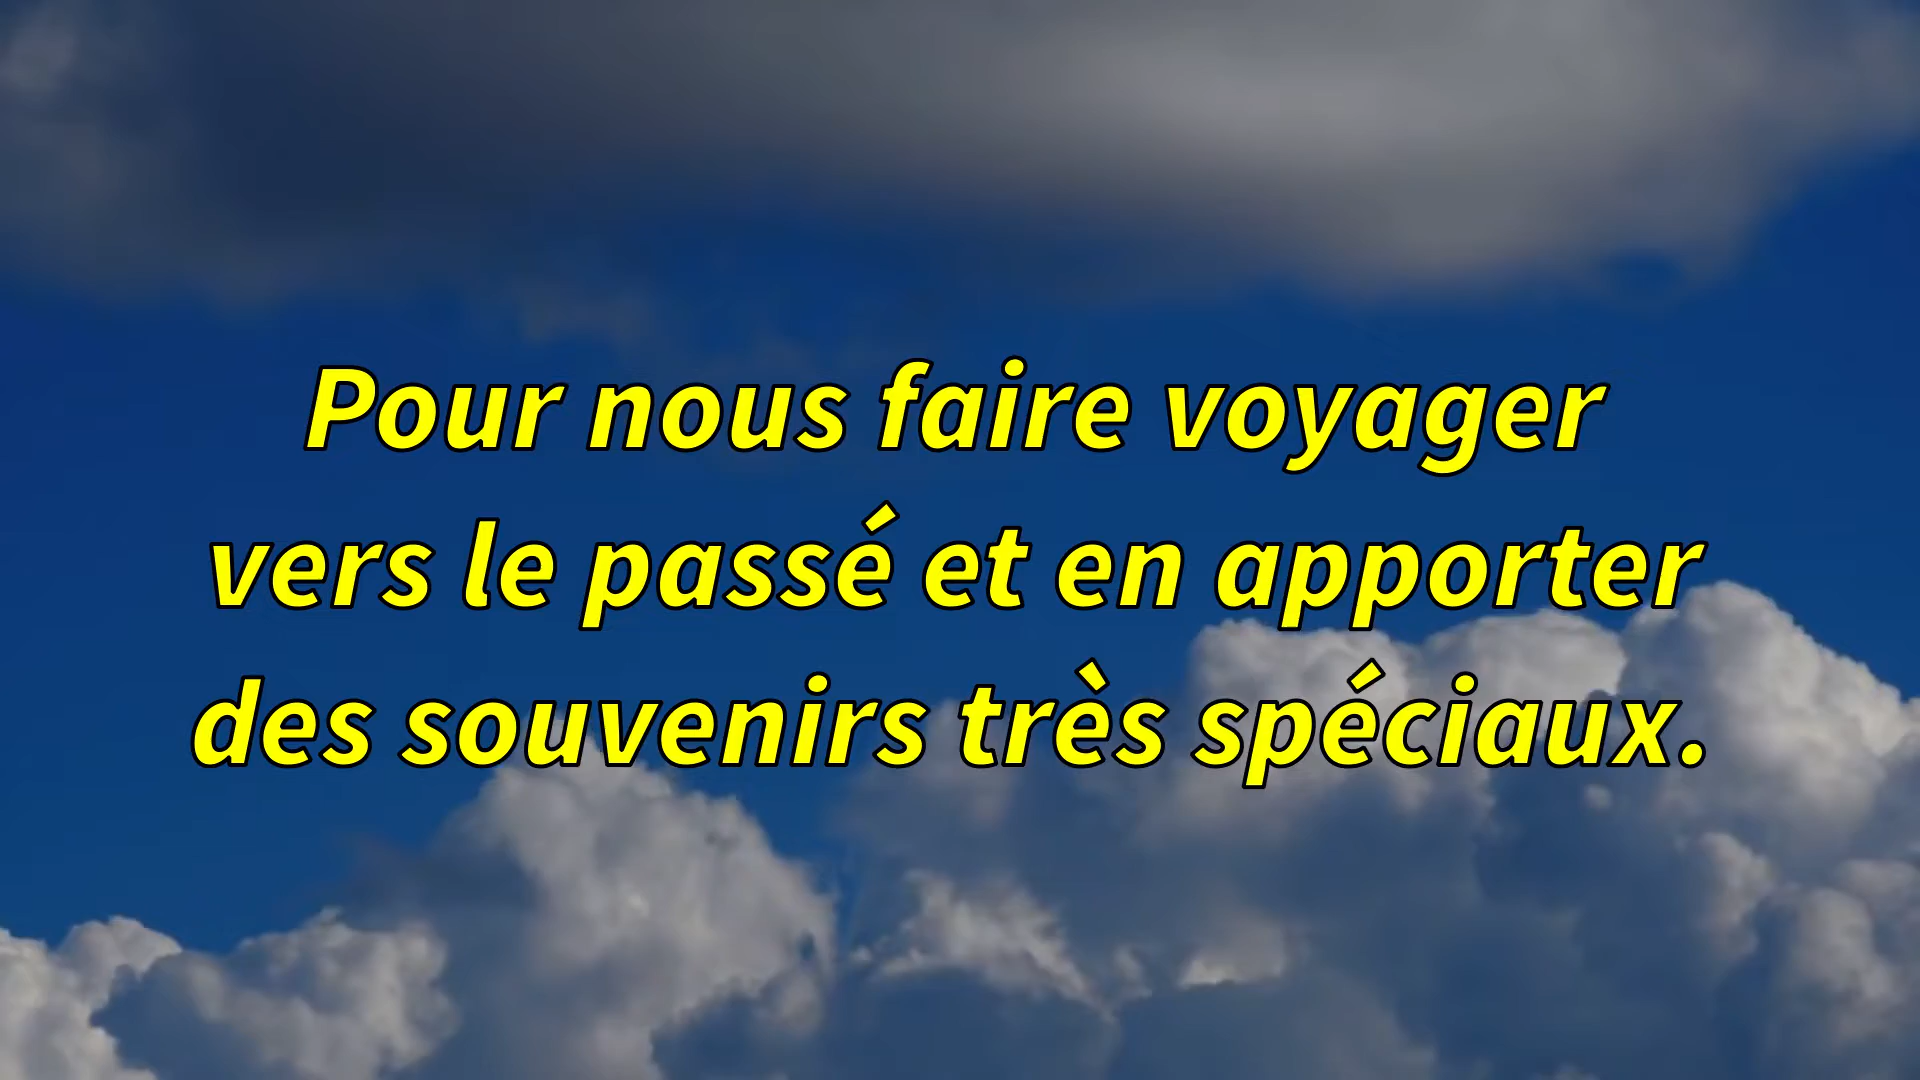 Pour nous faire voyager
vers le passé et en apporter
des souvenirs très spéciaux.